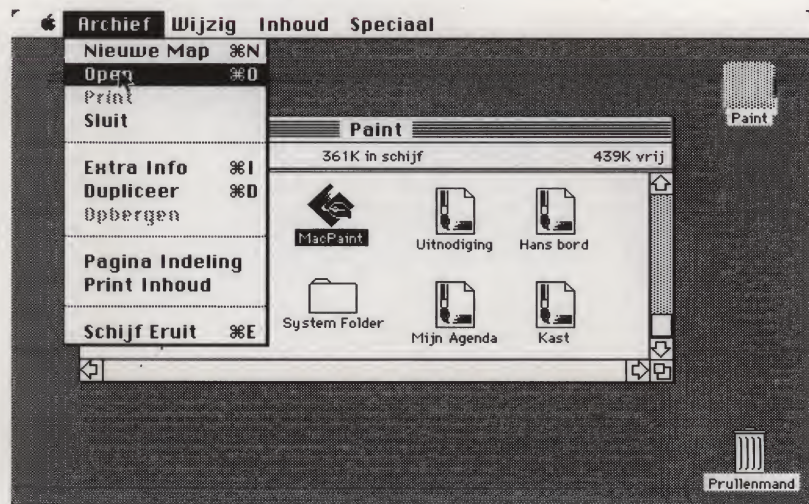 Archief Wijzig Inhoud Speciaal
Nieuwe Map ⌘N
Open ⌘O
Print
Sluit
Extra Info ⌘I
Dupliceer ⌘D
Opbergen
Pagina Indeling
Print Inhoud
Schijf Eruit ⌘E
Paint
361K in schijf 439K vrij
MacPaint Uitnodiging Hans bord
System Folder Mijn Agenda Kast
Paint
Prullenmand